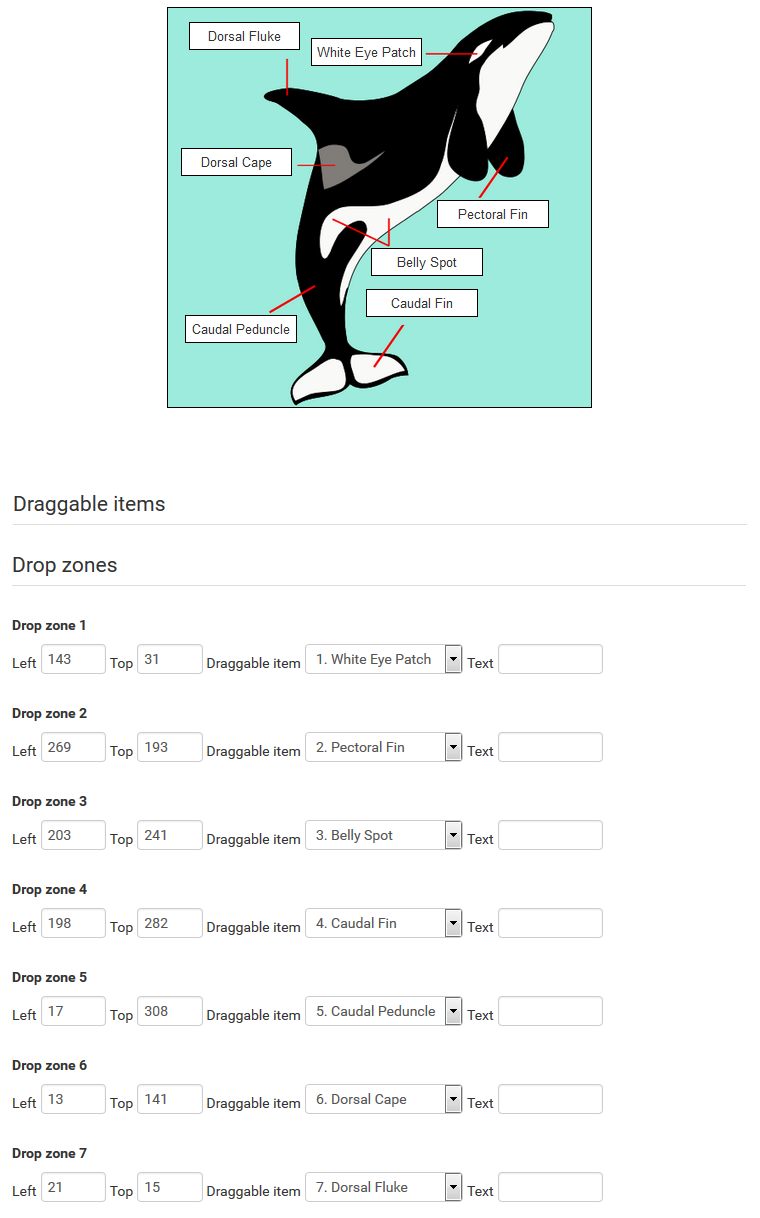 Dorsal Fluke
White Eye Patch
Dorsal Cape
Pectoral Fin
Belly Spot
Caudal Fin
Caudal Peduncle
Draggable items
Drop zones
Drop zone 1
Left 143 Top 31 Draggable item 1. White Eye Patch Text
Drop zone 2
Left 269 Top 193 Draggable item 2. Pectoral Fin Text
Drop zone 3
Left 203 Top 241 Draggable item 3. Belly Spot Text
Drop zone 4
Left 198 Top 282 Draggable item 4. Caudal Fin Text
Drop zone 5
Left 17 Top 308 Draggable item 5. Caudal Peduncle Text
Drop zone 6
Left 13 Top 141 Draggable item 6. Dorsal Cape Text
Drop zone 7
Left 21 Top 15 Draggable item 7. Dorsal Fluke Text